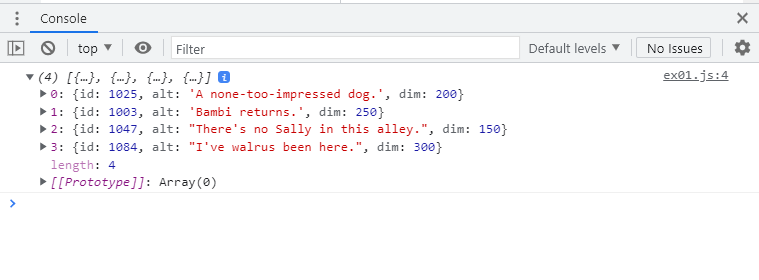 Console
top Filter Default levels No Issues
(4) [{…}, {…}, {…}, {…}] i ex01.js:4
0: {id: 1025, alt: 'A none-too-impressed dog.', dim: 200}
1: {id: 1003, alt: 'Bambi returns.', dim: 250}
2: {id: 1047, alt: "There's no Sally in this alley.", dim: 150}
3: {id: 1084, alt: "I've walrus been here.", dim: 300}
length: 4
[[Prototype]]: Array(0)